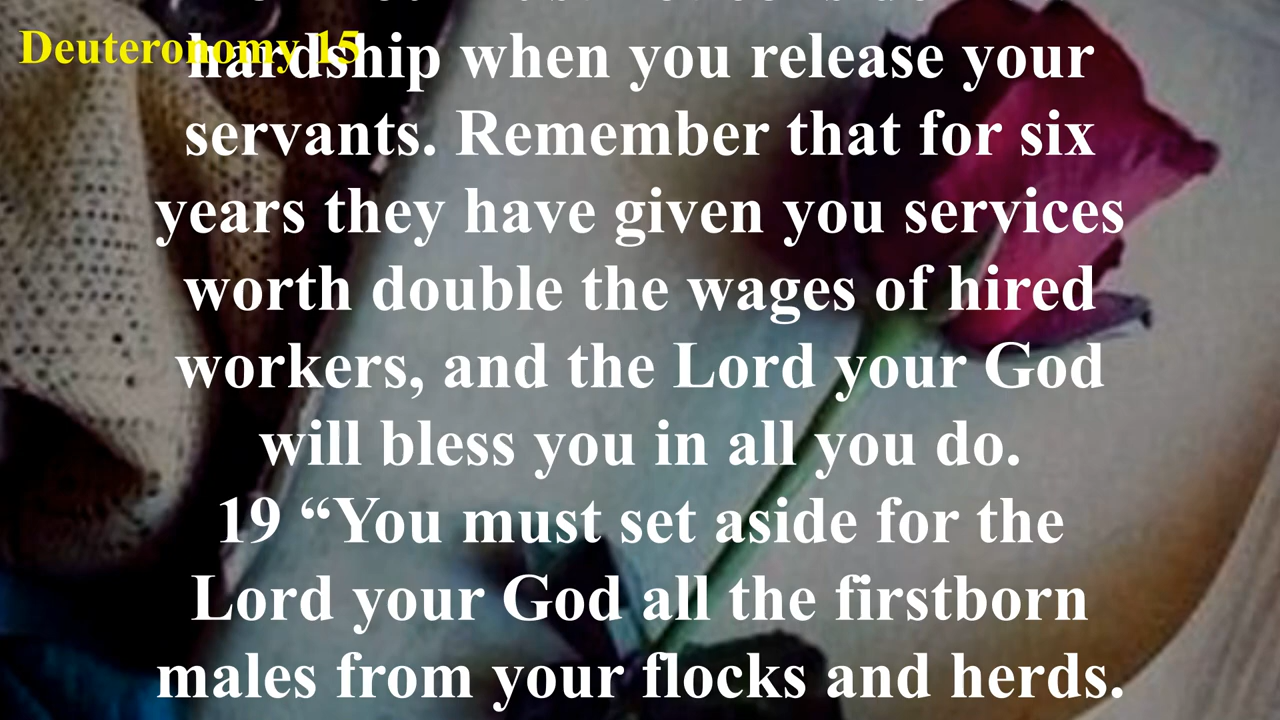 Deuteronomy 15
hardship when you release your
servants. Remember that for six
years they have given you services
worth double the wages of hired
workers, and the Lord your God
will bless you in all you do.
19 “You must set aside for the
Lord your God all the firstborn
males from your flocks and herds.